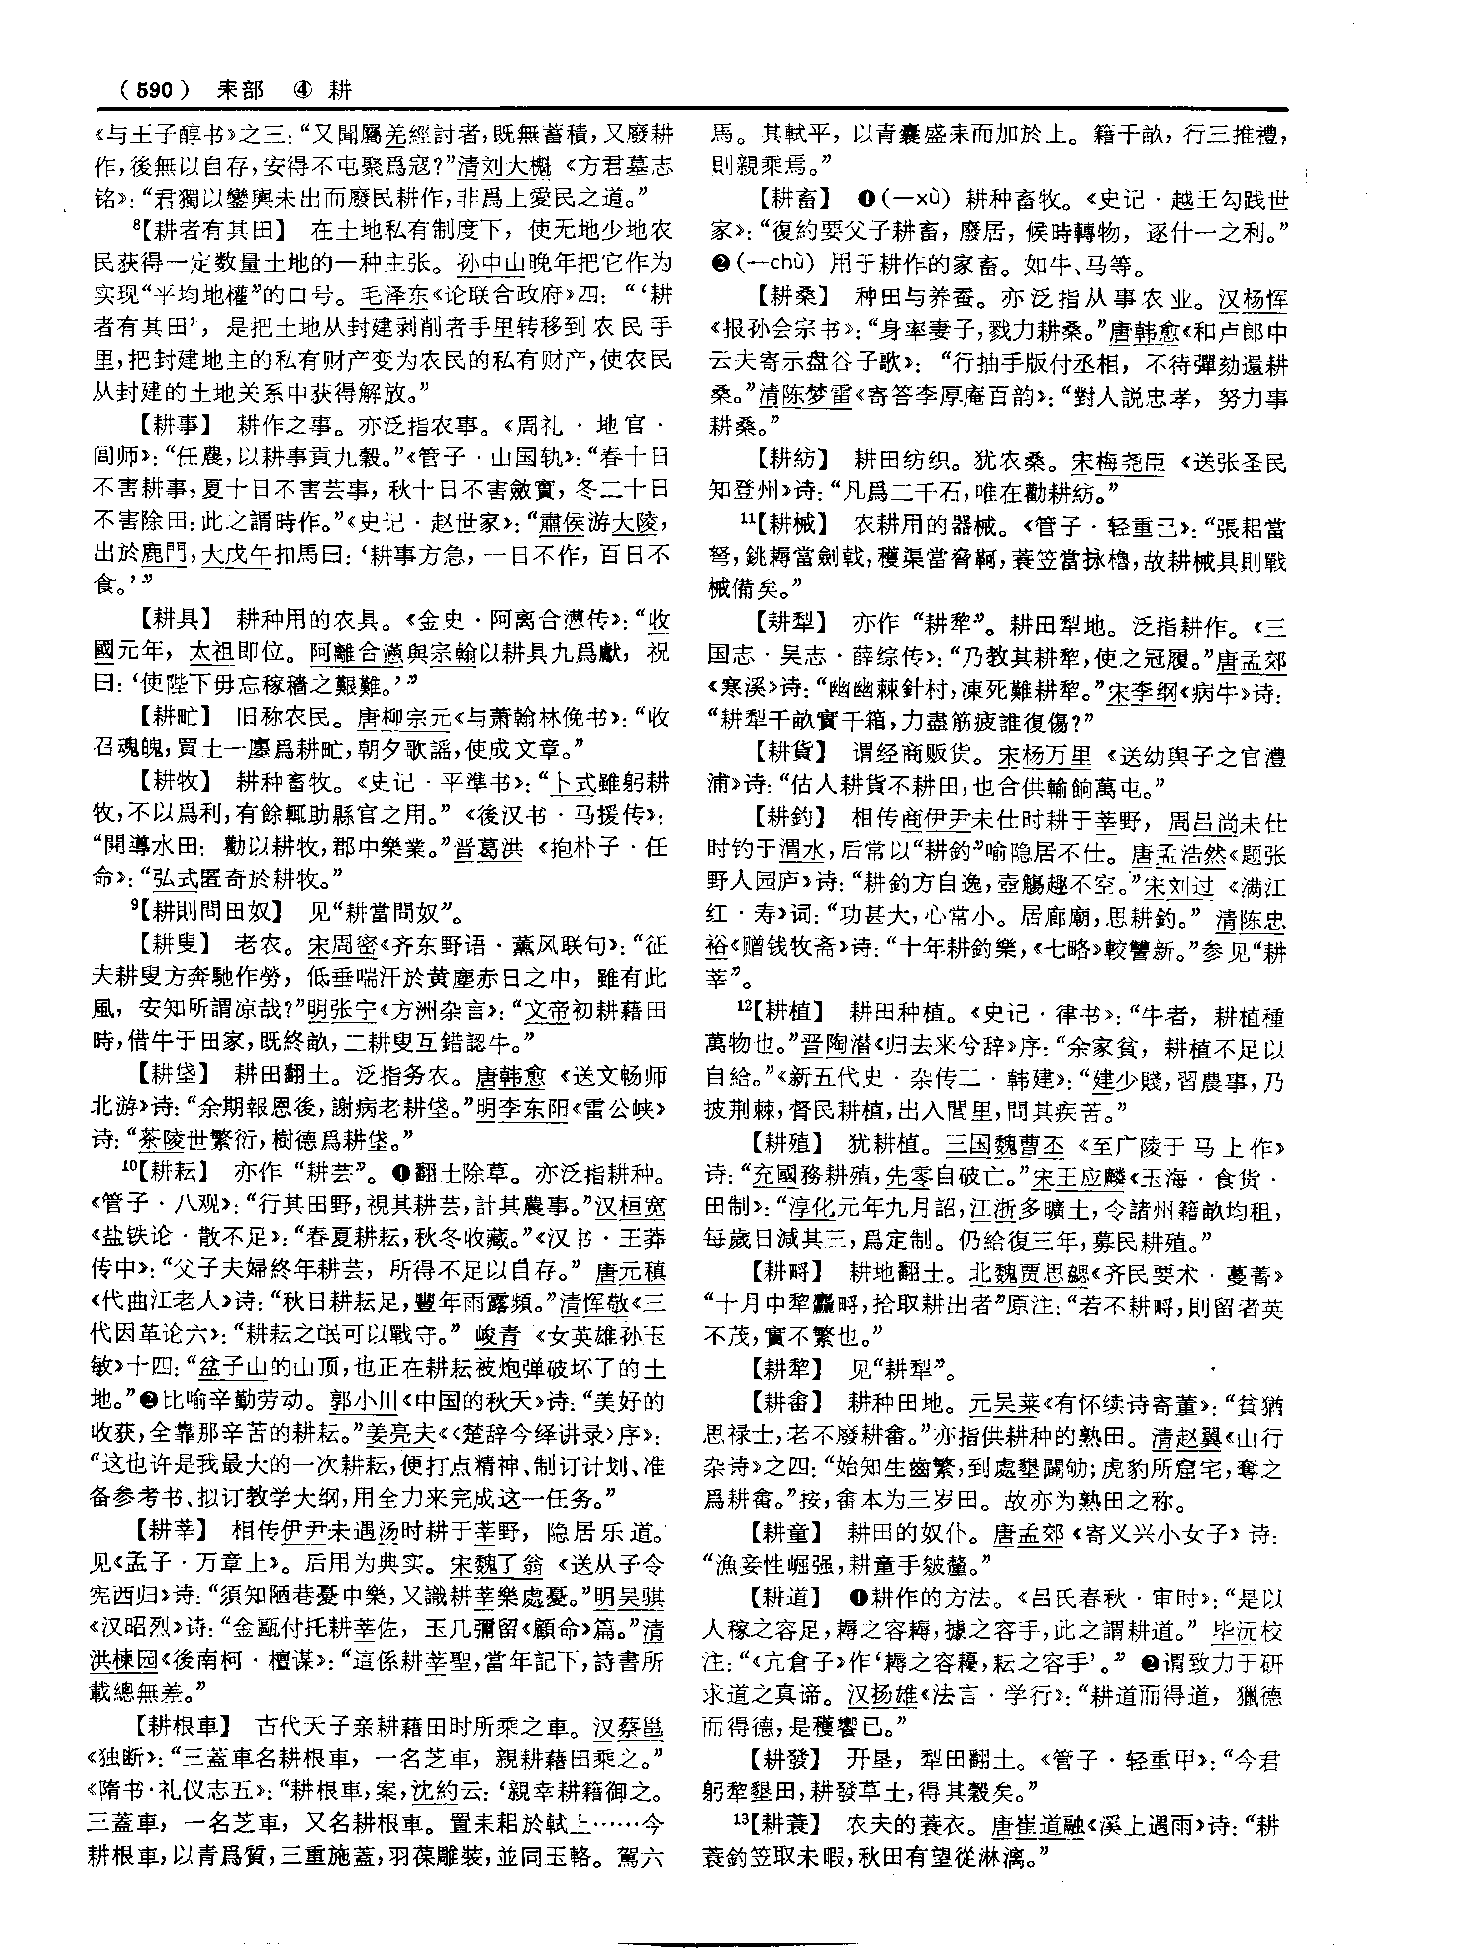 （590） 耒部 ④ 耕
《与王子醇书》之三：“又聞屬羌經討者，既無蓄積，又廢耕
作，後無以自存，安得不屯聚爲寇？”清刘大櫆《方君墓志
铭》：“君獨以鑾輿未出而廢民耕作，非爲上愛民之道。”
⁸【耕者有其田】 在土地私有制度下，使无地少地农
民获得一定数量土地的一种主张。孙中山晚年把它作为
实现“平均地權”的口号。毛泽东《论联合政府》四：“‘耕
者有其田’，是把土地从封建剥削者手里转移到农民手
里，把封建地主的私有财产变为农民的私有财产，使农民
从封建的土地关系中获得解放。”
【耕事】 耕作之事。亦泛指农事。《周礼·地官·
闾师》：“任農，以耕事貢九穀。”《管子·山国轨》：“春十日
不害耕事，夏十日不害芸事，秋十日不害斂實，冬二十日
不害除田：此之謂時作。”《史记·赵世家》：“肅侯游大陵，
出於鹿門，大戊午扣馬曰：‘耕事方急，一日不作，百日不
食。’”
【耕具】 耕种用的农具。《金史·阿离合懑传》：“收
國元年，太祖即位。阿離合懣與宗翰以耕具九爲獻，祝
曰：‘使陛下毋忘稼穡之艱難。’”
【耕甿】 旧称农民。唐柳宗元《与萧翰林俛书》：“收
召魂魄，買土一廛爲耕甿，朝夕歌謡，使成文章。”
【耕牧】 耕种畜牧。《史记·平準书》：“卜式雖躬耕
牧，不以爲利，有餘輒助縣官之用。”《後汉书·马援传》：
“開導水田，勸以耕牧，郡中樂業。”晋葛洪《抱朴子·任
命》：“弘式匿奇於耕牧。”
⁹【耕則問田奴】 见“耕當問奴”。
【耕叟】 老农。宋周密《齐东野语·薰风联句》：“征
夫耕叟方奔馳作勞，低垂喘汗於黄塵赤日之中，雖有此
風，安知所謂凉哉？”明张宁《方洲杂言》：“文帝初耕藉田
時，借牛于田家，既終畝，二耕叟互錯認牛。”
【耕垡】 耕田翻土。泛指务农。唐韩愈《送文畅师
北游》诗：“余期報恩後，謝病老耕垡。”明李东阳《雷公峡》
诗：“茶陵世繁衍，樹德爲耕垡。”
¹⁰【耕耘】 亦作“耕芸”。❶翻土除草。亦泛指耕种。
《管子·八观》：“行其田野，視其耕芸，計其農事。”汉桓宽
《盐铁论·散不足》：“春夏耕耘，秋冬收藏。”《汉书·王莽
传中》：“父子夫婦終年耕芸，所得不足以自存。”唐元稹
《代曲江老人》诗：“秋日耕耘足，豐年雨露頻。”清恽敬《三
代因革论六》：“耕耘之氓可以戰守。”峻青《女英雄孙玉
敏》十四：“盆子山的山顶，也正在耕耘被炮弹破坏了的土
地。”❷比喻辛勤劳动。郭小川《中国的秋天》诗：“美好的
收获，全靠那辛苦的耕耘。”姜亮夫《〈楚辞今绎讲录〉序》：
“这也许是我最大的一次耕耘，便打点精神、制订计划、准
备参考书、拟订教学大纲，用全力来完成这一任务。”
【耕莘】 相传伊尹未遇汤时耕于莘野，隐居乐道。
见《孟子·万章上》。后用为典实。宋魏了翁《送从子令
宪西归》诗：“須知陋巷憂中樂，又識耕莘樂處憂。”明吴骐
《汉昭烈》诗：“金甌付托耕莘佐，玉几彌留《顧命》篇。”清
洪楝园《後南柯·檀谋》：“這係耕莘聖，當年記下，詩書所
載總無差。”
【耕根車】 古代天子亲耕藉田时所乘之車。汉蔡邕
《独断》：“三蓋車名耕根車，一名芝車，親耕藉田乘之。”
《隋书·礼仪志五》：“耕根車，案，沈約云：‘親幸耕籍御之。
三蓋車，一名芝車，又名耕根車。置耒耜於軾上……今
耕根車，以青爲質，三重施蓋，羽葆雕裝，並同玉輅。駕六
馬。其軾平，以青囊盛耒而加於上。籍千畝，行三推禮，
則親乘焉。”
【耕畜】 ❶（—xù）耕种畜牧。《史记·越王勾践世
家》：“復約要父子耕畜，廢居，候時轉物，逐什一之利。”
❷（—chù）用于耕作的家畜。如牛、马等。
【耕桑】 种田与养蚕。亦泛指从事农业。汉杨恽
《报孙会宗书》：“身率妻子，戮力耕桑。”唐韩愈《和卢郎中
云夫寄示盘谷子歌》：“行抽手版付丞相，不待彈劾還耕
桑。”清陈梦雷《寄答李厚庵百韵》：“對人説忠孝，努力事
耕桑。”
【耕紡】 耕田纺织。犹农桑。宋梅尧臣《送张圣民
知登州》诗：“凡爲二千石，唯在勸耕紡。”
¹¹【耕械】 农耕用的器械。《管子·轻重己》：“張耜當
弩，銚耨當劍戟，穫渠當脅軻，蓑笠當捄櫓，故耕械具則戰
械備矣。”
【耕犁】 亦作“耕犂”。耕田犁地。泛指耕作。《三
国志·吴志·薛综传》：“乃教其耕犂，使之冠履。”唐孟郊
《寒溪》诗：“幽幽棘針村，凍死難耕犂。”宋李纲《病牛》诗：
“耕犁千畝實千箱，力盡筋疲誰復傷？”
【耕貨】 谓经商贩货。宋杨万里《送幼舆子之官澧
浦》诗：“估人耕貨不耕田，也合供輸餉萬屯。”
【耕釣】 相传商伊尹未仕时耕于莘野，周吕尚未仕
时钓于渭水，后常以“耕釣”喻隐居不仕。唐孟浩然《题张
野人园庐》诗：“耕釣方自逸，壺觴趣不空。”宋刘过《满江
红·寿》词：“功甚大，心常小。居廊廟，思耕釣。”清陈忠
裕《赠钱牧斋》诗：“十年耕釣樂，《七略》較讐新。”参见“耕
莘”。
¹²【耕植】 耕田种植。《史记·律书》：“牛者，耕植種
萬物也。”晋陶潜《归去来兮辞》序：“余家貧，耕植不足以
自給。”《新五代史·杂传二·韩建》：“建少賤，習農事，乃
披荆棘，督民耕植，出入閭里，問其疾苦。”
【耕殖】 犹耕植。三国魏曹丕《至广陵于马上作》
诗：“充國務耕殖，先零自破亡。”宋王应麟《玉海·食货·
田制》：“淳化元年九月詔，江浙多曠土，令諸州籍畝均租，
每歲日減其三，爲定制。仍給復三年，募民耕殖。”
【耕㽟】 耕地翻土。北魏贾思勰《齐民要术·蔓菁》
“十月中犂麤㽟，拾取耕出者”原注：“若不耕㽟，則留者英
不茂，實不繁也。”
【耕犂】 见“耕犁”。
【耕畬】 耕种田地。元吴莱《有怀续诗寄董》：“貧猶
思禄士，老不廢耕畬。”亦指供耕种的熟田。清赵翼《山行
杂诗》之四：“始知生齒繁，到處墾闢劬；虎豹所窟宅，奪之
爲耕畬。”按，畬本为三岁田。故亦为熟田之称。
【耕童】 耕田的奴仆。唐孟郊《寄义兴小女子》诗：
“漁妾性崛强，耕童手皴釐。”
【耕道】 ❶耕作的方法。《吕氏春秋·审时》：“是以
人稼之容足，耨之容耨，據之容手，此之謂耕道。”毕沅校
注：“《亢倉子》作‘耨之容耰，耘之容手’。”❷谓致力于研
求道之真谛。汉扬雄《法言·学行》：“耕道而得道，獵德
而得德，是穫饗已。”
【耕發】 开垦，犁田翻土。《管子·轻重甲》：“今君
躬犂墾田，耕發草土，得其穀矣。”
¹³【耕蓑】 农夫的蓑衣。唐崔道融《溪上遇雨》诗：“耕
蓑釣笠取未暇，秋田有望從淋漓。”